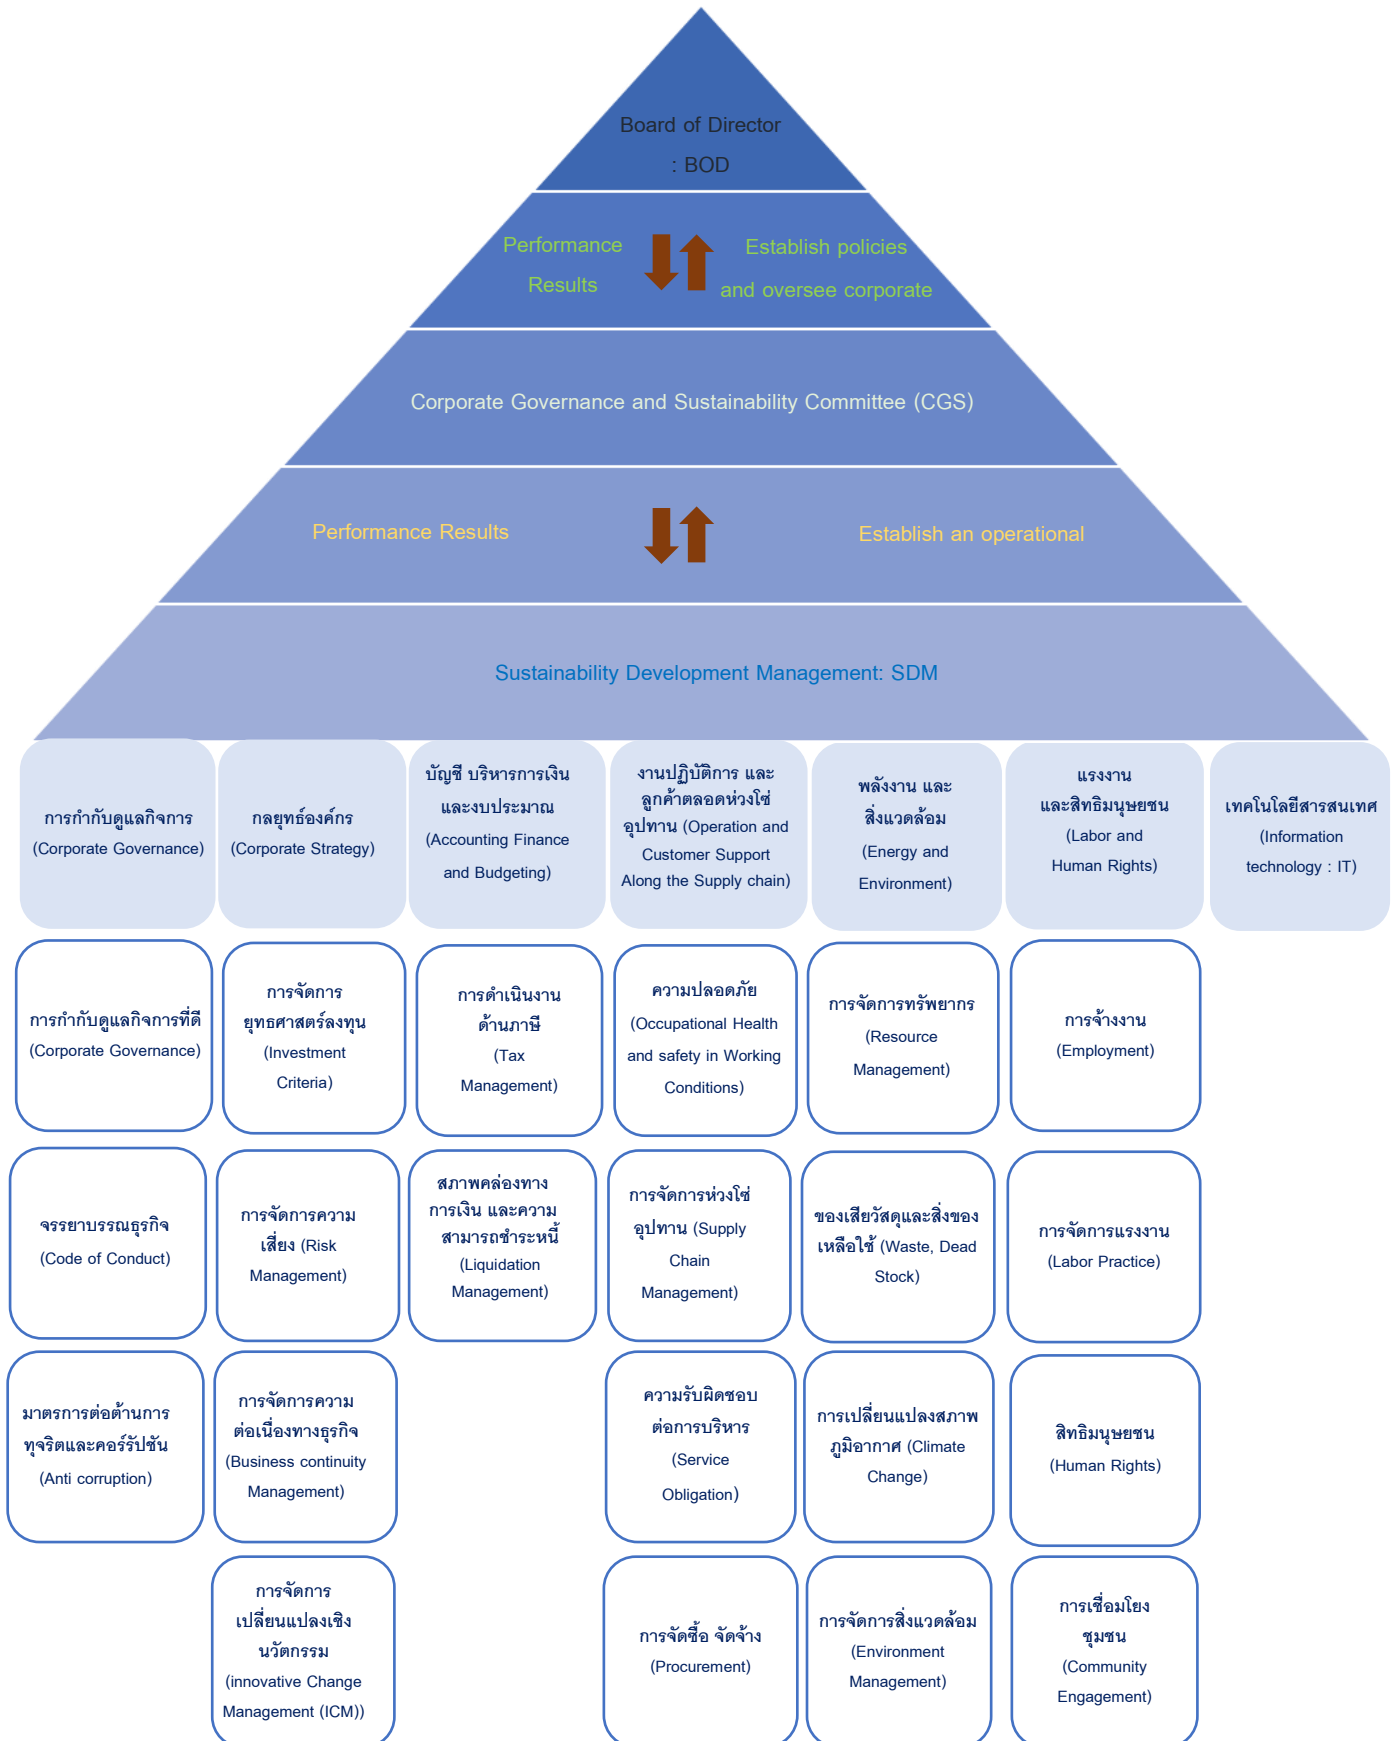 Board of Director
: BOD
Performance
Results
Establish policies
and oversee corporate
Corporate Governance and Sustainability Committee (CGS)
Performance Results
Establish an operational
Sustainability Development Management: SDM
การกำกับดูแลกิจการ
(Corporate Governance)
กลยุทธ์องค์กร
(Corporate Strategy)
บัญชี บริหารการเงิน
และงบประมาณ
(Accounting Finance
and Budgeting)
งานปฏิบัติการ และ
ลูกค้าตลอดห่วงโซ่
อุปทาน (Operation and
Customer Support
Along the Supply chain)
พลังงาน และ
สิ่งแวดล้อม
(Energy and
Environment)
แรงงาน
และสิทธิมนุษยชน
(Labor and
Human Rights)
เทคโนโลยีสารสนเทศ
(Information
technology : IT)
การกำกับดูแลกิจการที่ดี
(Corporate Governance)
การจัดการ
ยุทธศาสตร์ลงทุน
(Investment
Criteria)
การดำเนินงาน
ด้านภาษี
(Tax
Management)
ความปลอดภัย
(Occupational Health
and safety in Working
Conditions)
การจัดการทรัพยากร
(Resource
Management)
การจ้างงาน
(Employment)
จรรยาบรรณธุรกิจ
(Code of Conduct)
การจัดการความ
เสี่ยง (Risk
Management)
สภาพคล่องทาง
การเงิน และความ
สามารถชำระหนี้
(Liquidation
Management)
การจัดการห่วงโซ่
อุปทาน (Supply
Chain
Management)
ของเสียวัสดุและสิ่งของ
เหลือใช้ (Waste, Dead
Stock)
การจัดการแรงงาน
(Labor Practice)
มาตรการต่อต้านการ
ทุจริตและคอร์รัปชัน
(Anti corruption)
การจัดการความ
ต่อเนื่องทางธุรกิจ
(Business continuity
Management)
ความรับผิดชอบ
ต่อการบริหาร
(Service
Obligation)
การเปลี่ยนแปลงสภาพ
ภูมิอากาศ (Climate
Change)
สิทธิมนุษยชน
(Human Rights)
การจัดการ
เปลี่ยนแปลงเชิง
นวัตกรรม
(innovative Change
Management (ICM))
การจัดซื้อ จัดจ้าง
(Procurement)
การจัดการสิ่งแวดล้อม
(Environment
Management)
การเชื่อมโยง
ชุมชน
(Community
Engagement)